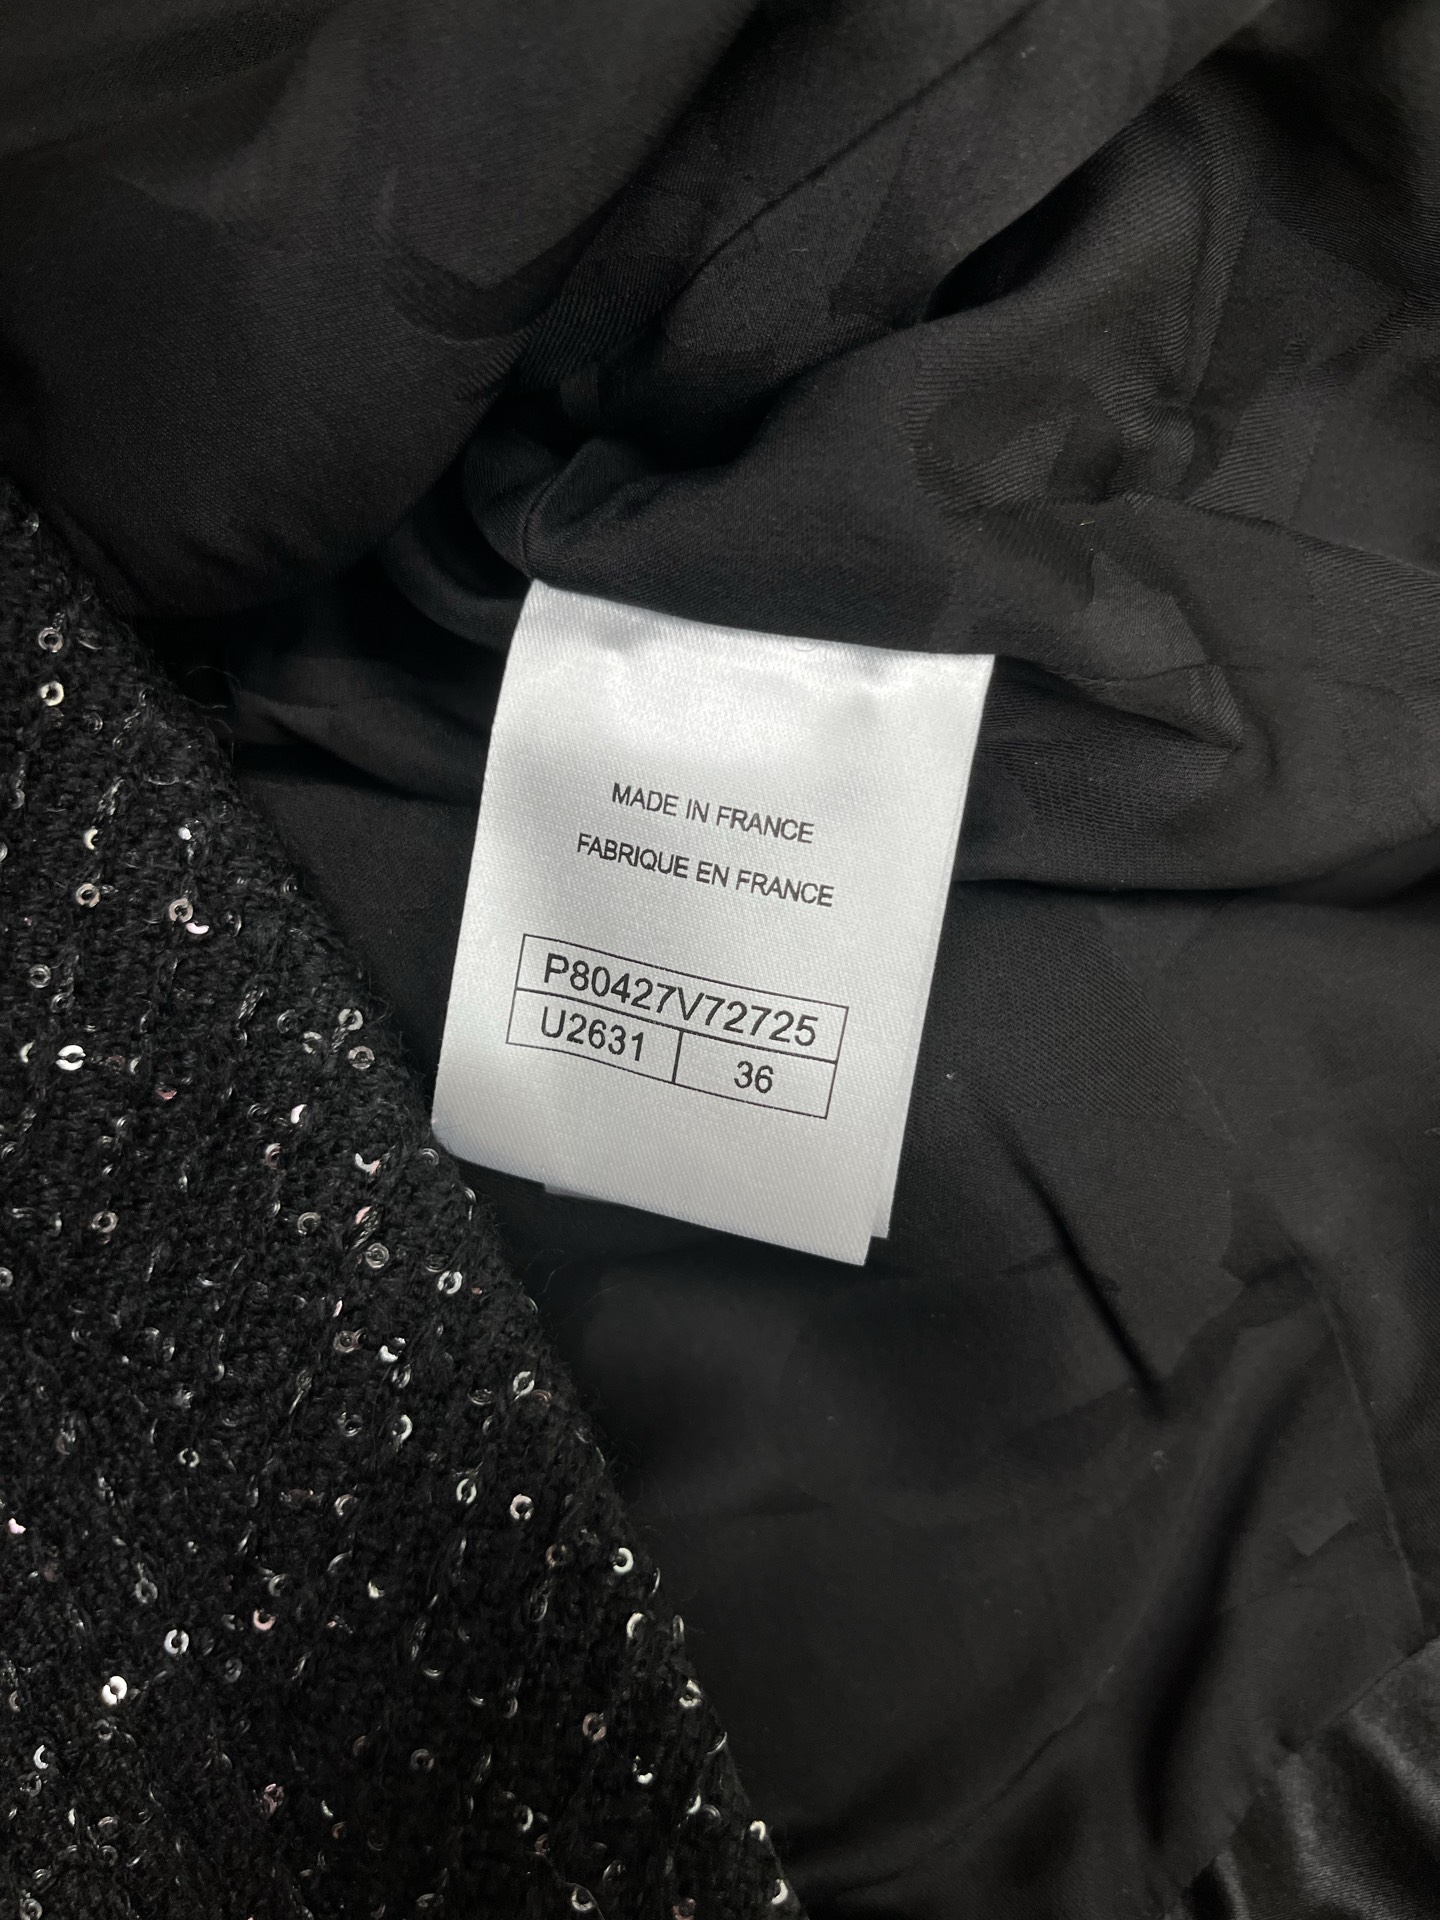 MADE IN FRANCE
FABRIQUE EN FRANCE
P80427V72725
U2631 36